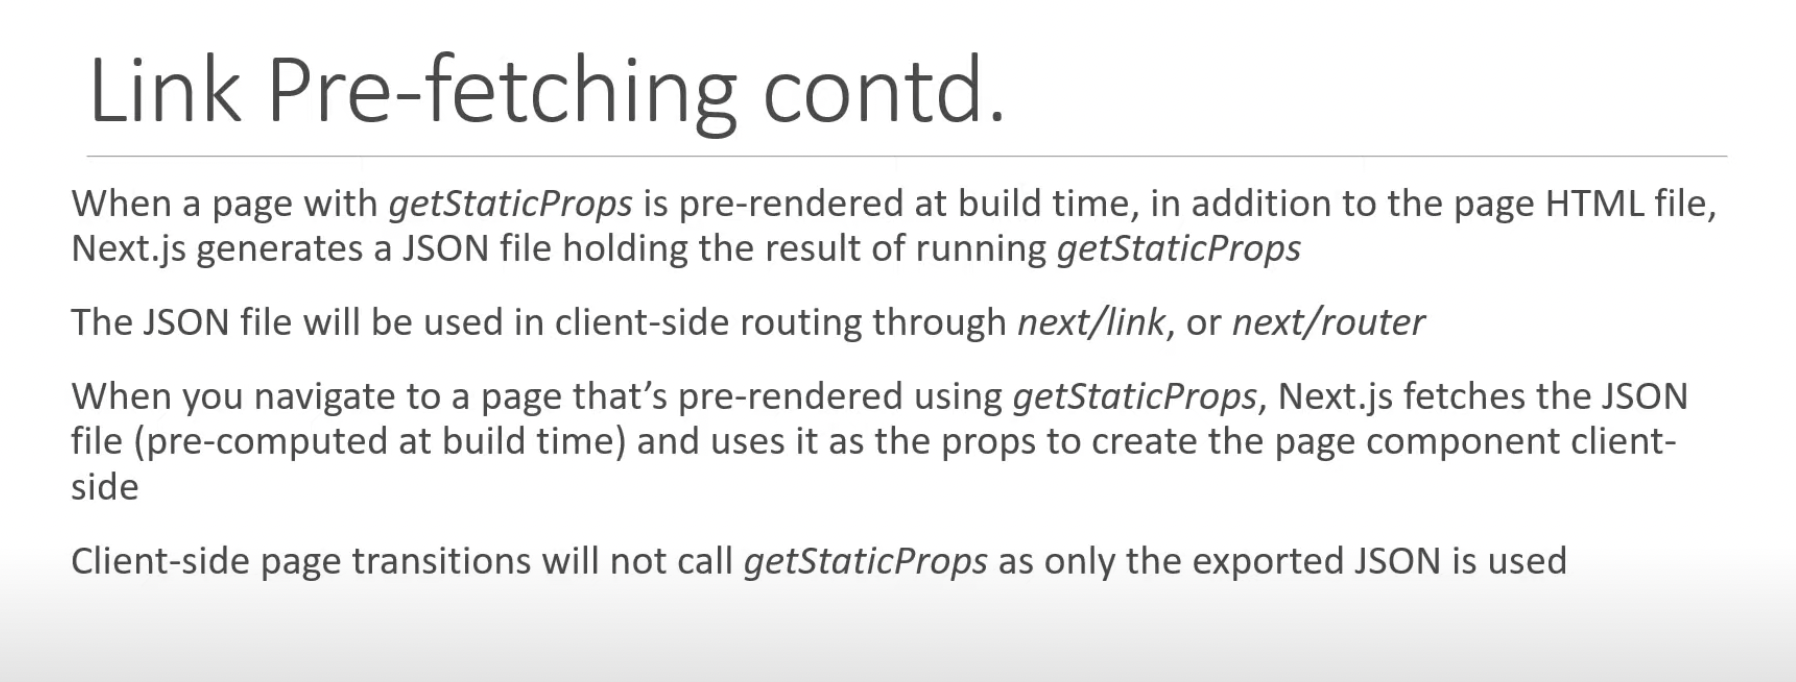 Link Pre-fetching contd.
When a page with getStaticProps is pre-rendered at build time, in addition to the page HTML file,
Next.js generates a JSON file holding the result of running getStaticProps
The JSON file will be used in client-side routing through next/link, or next/router
When you navigate to a page that’s pre-rendered using getStaticProps, Next.js fetches the JSON
file (pre-computed at build time) and uses it as the props to create the page component client-
side
Client-side page transitions will not call getStaticProps as only the exported JSON is used